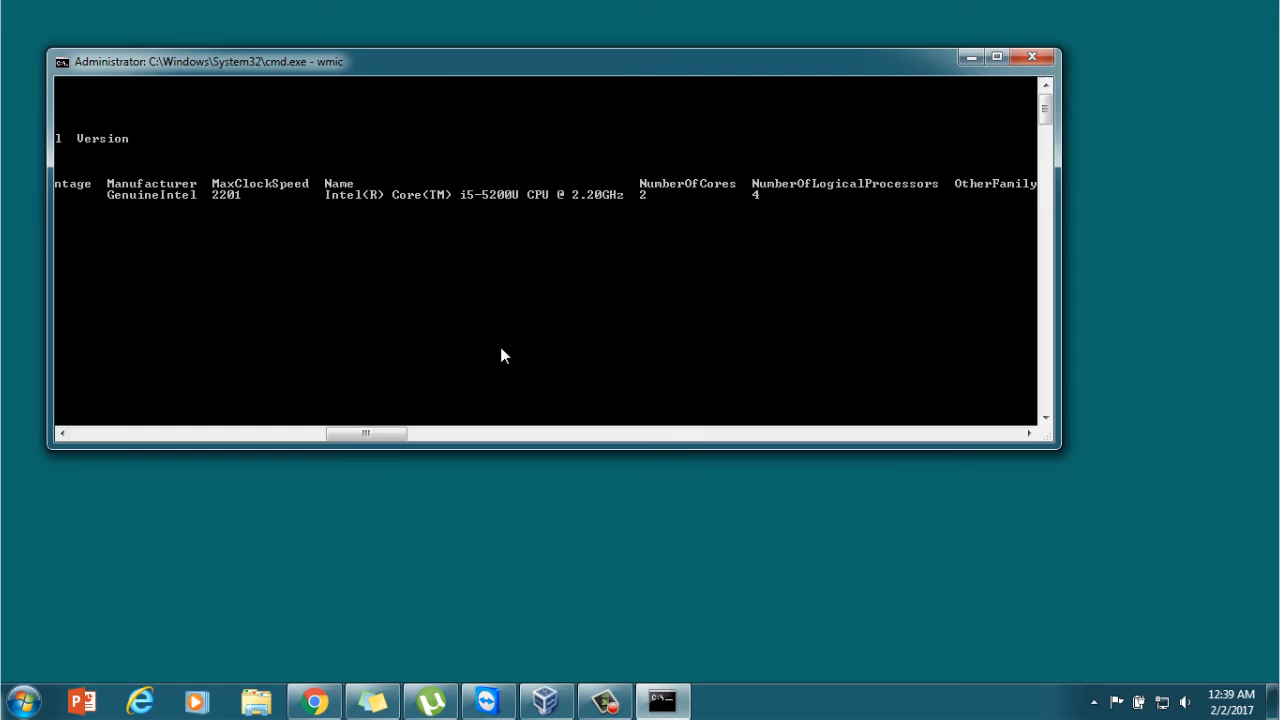 Administrator: C:\Windows\System32\cmd.exe - wmic
l Version
ntage Manufacturer MaxClockSpeed Name NumberOfCores NumberOfLogicalProcessors OtherFamily
GenuineIntel 2201 Intel(R) Core(TM) i5-5200U CPU @ 2.20GHz 2 4
12:39 AM
2/2/2017